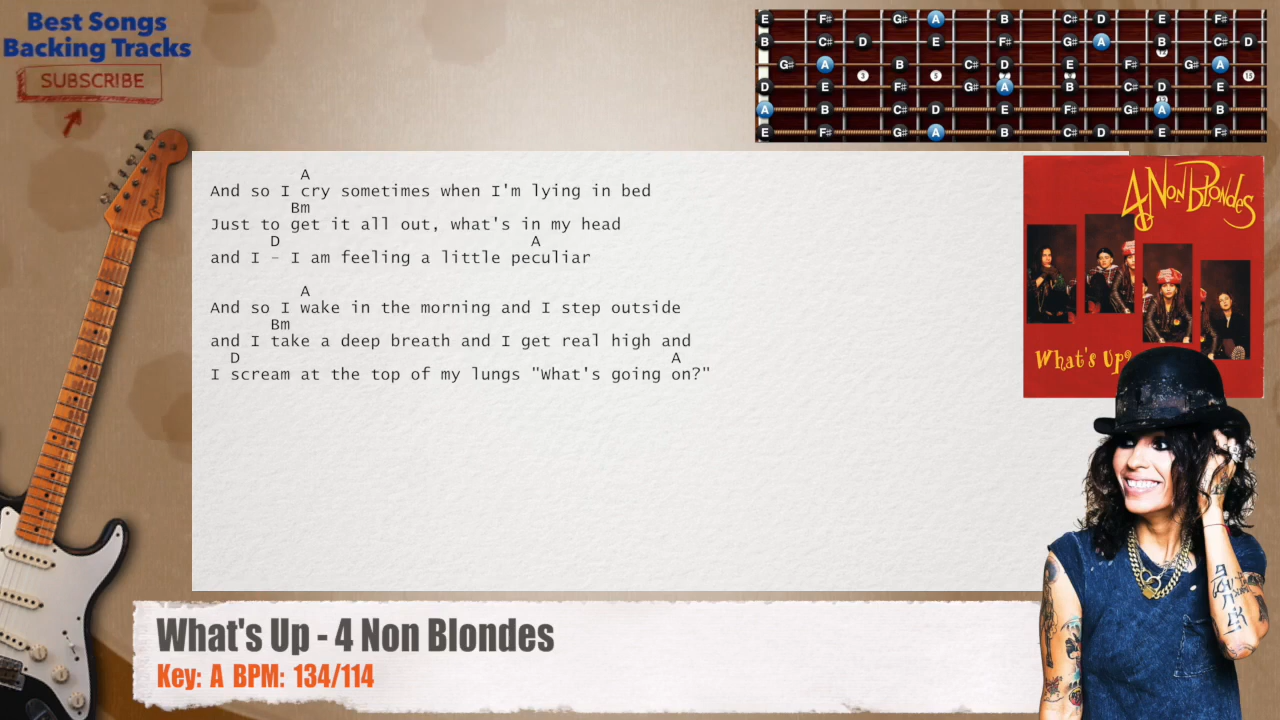 Best Songs
Backing Tracks
SUBSCRIBE
E F# G# A B C# D E F#
B C# D E F# G# A B C# D
G# A B C# D E F# G# A
D E F# G# A B C# D E
A B C# D E F# G# A B
E F# G# A B C# D E F#
3 5 15
A
And so I cry sometimes when I'm lying in bed
Bm
Just to get it all out, what's in my head
D A
and I - I am feeling a little peculiar
A
And so I wake in the morning and I step outside
Bm
and I take a deep breath and I get real high and
D A
I scream at the top of my lungs "What's going on?"
4 Non Blondes
What's Up?
What's Up - 4 Non Blondes
Key: A BPM: 134/114